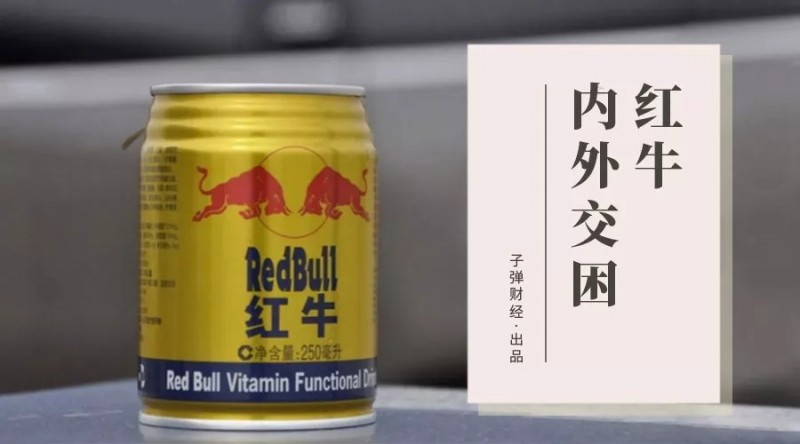 RedBull
红牛
净含量:250毫升
Red Bull Vitamin Functional
红牛
内外交困
子弹财经·出品